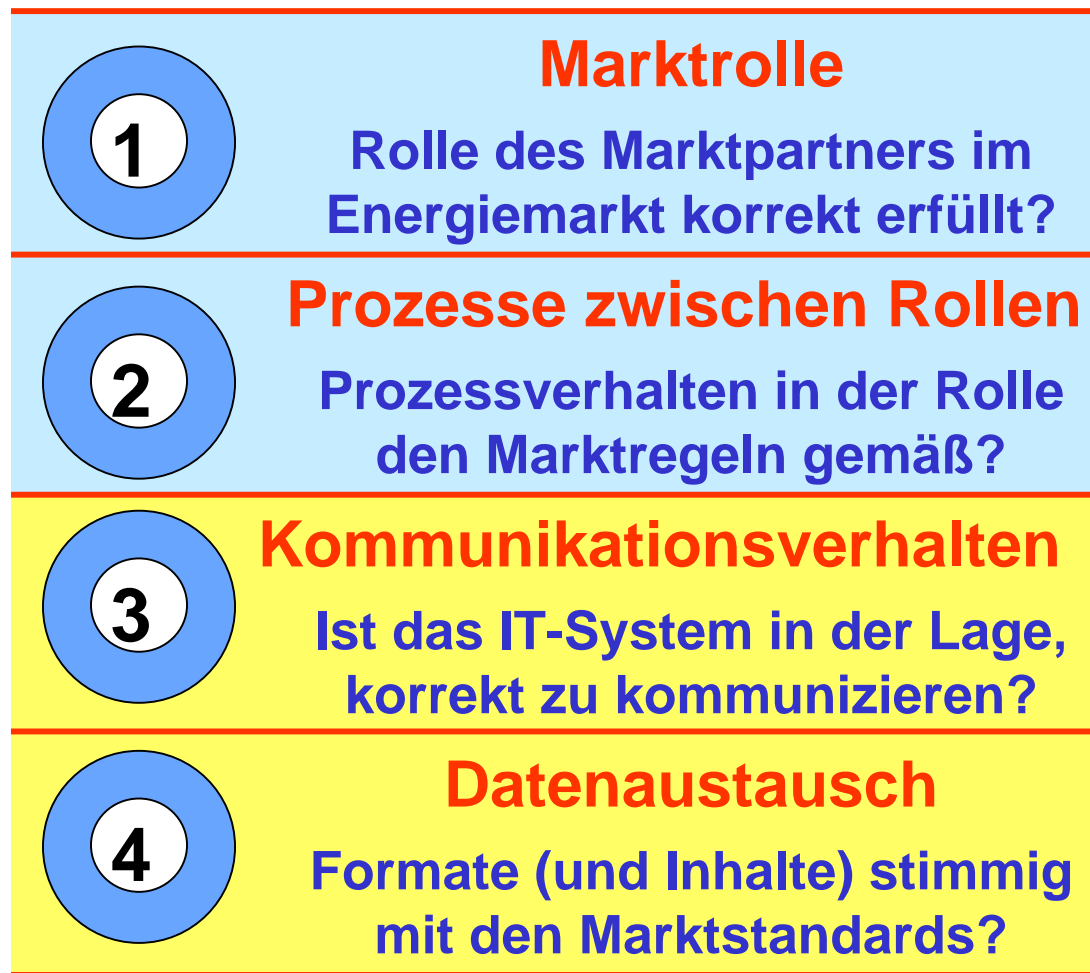 1
Marktrolle
Rolle des Marktpartners im
Energiemarkt korrekt erfüllt?
2
Prozesse zwischen Rollen
Prozessverhalten in der Rolle
den Marktregeln gemäß?
3
Kommunikationsverhalten
Ist das IT-System in der Lage,
korrekt zu kommunizieren?
4
Datenaustausch
Formate (und Inhalte) stimmig
mit den Marktstandards?